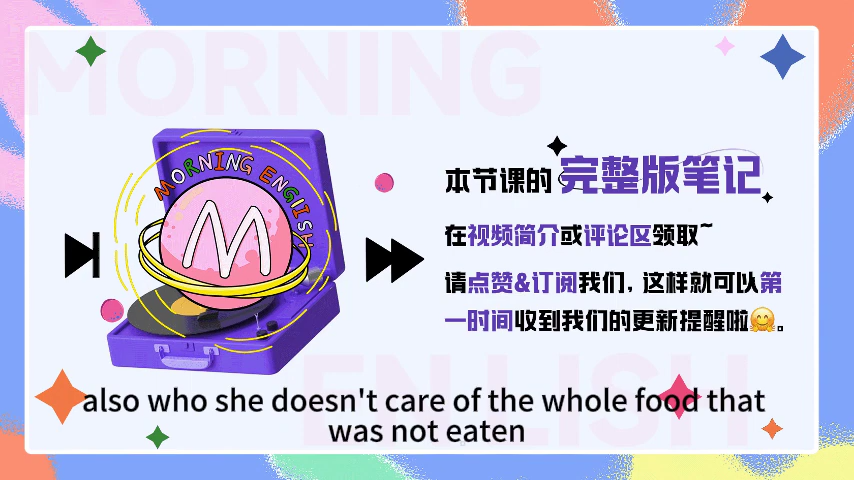 MORNING
MORNING ENGLISH
M
本节课的 完整版笔记
在视频简介或评论区领取~
请点赞&订阅我们，这样就可以第
一时间收到我们的更新提醒啦🤗。
also who she doesn't care of the whole food that
was not eaten